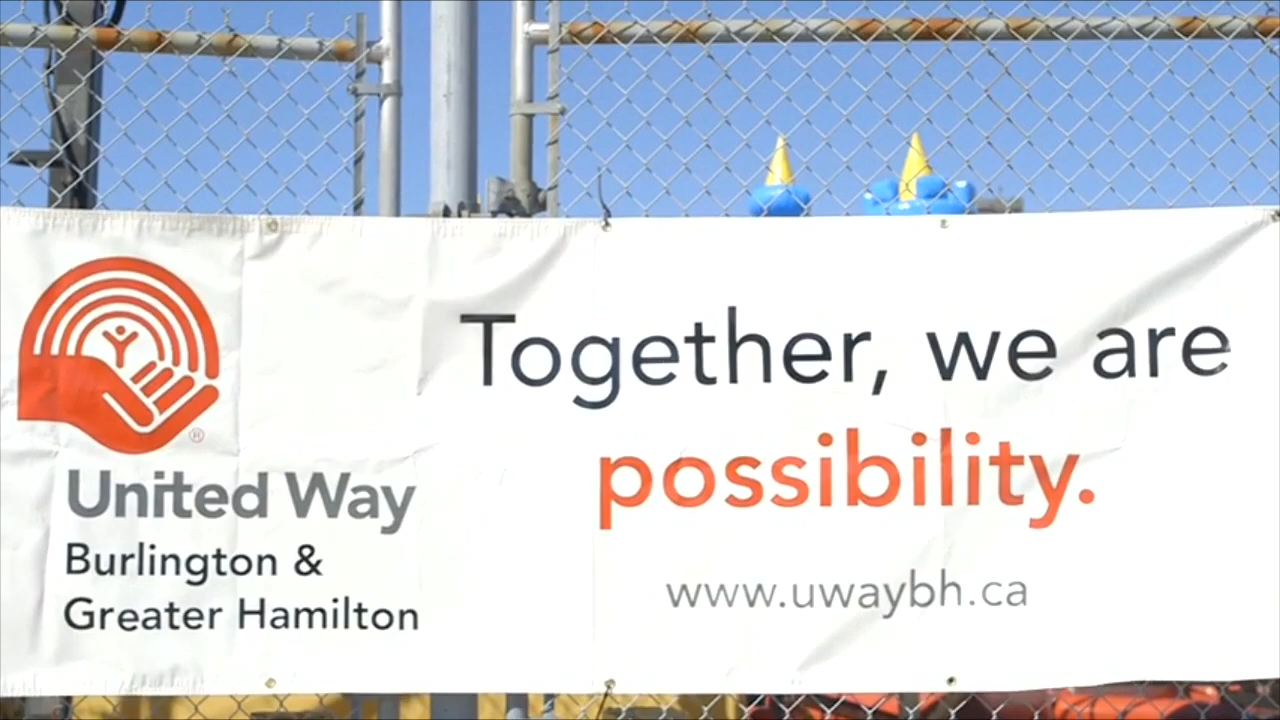 Together, we are
possibility.
www.uwaybh.ca
®
United Way
Burlington &
Greater Hamilton